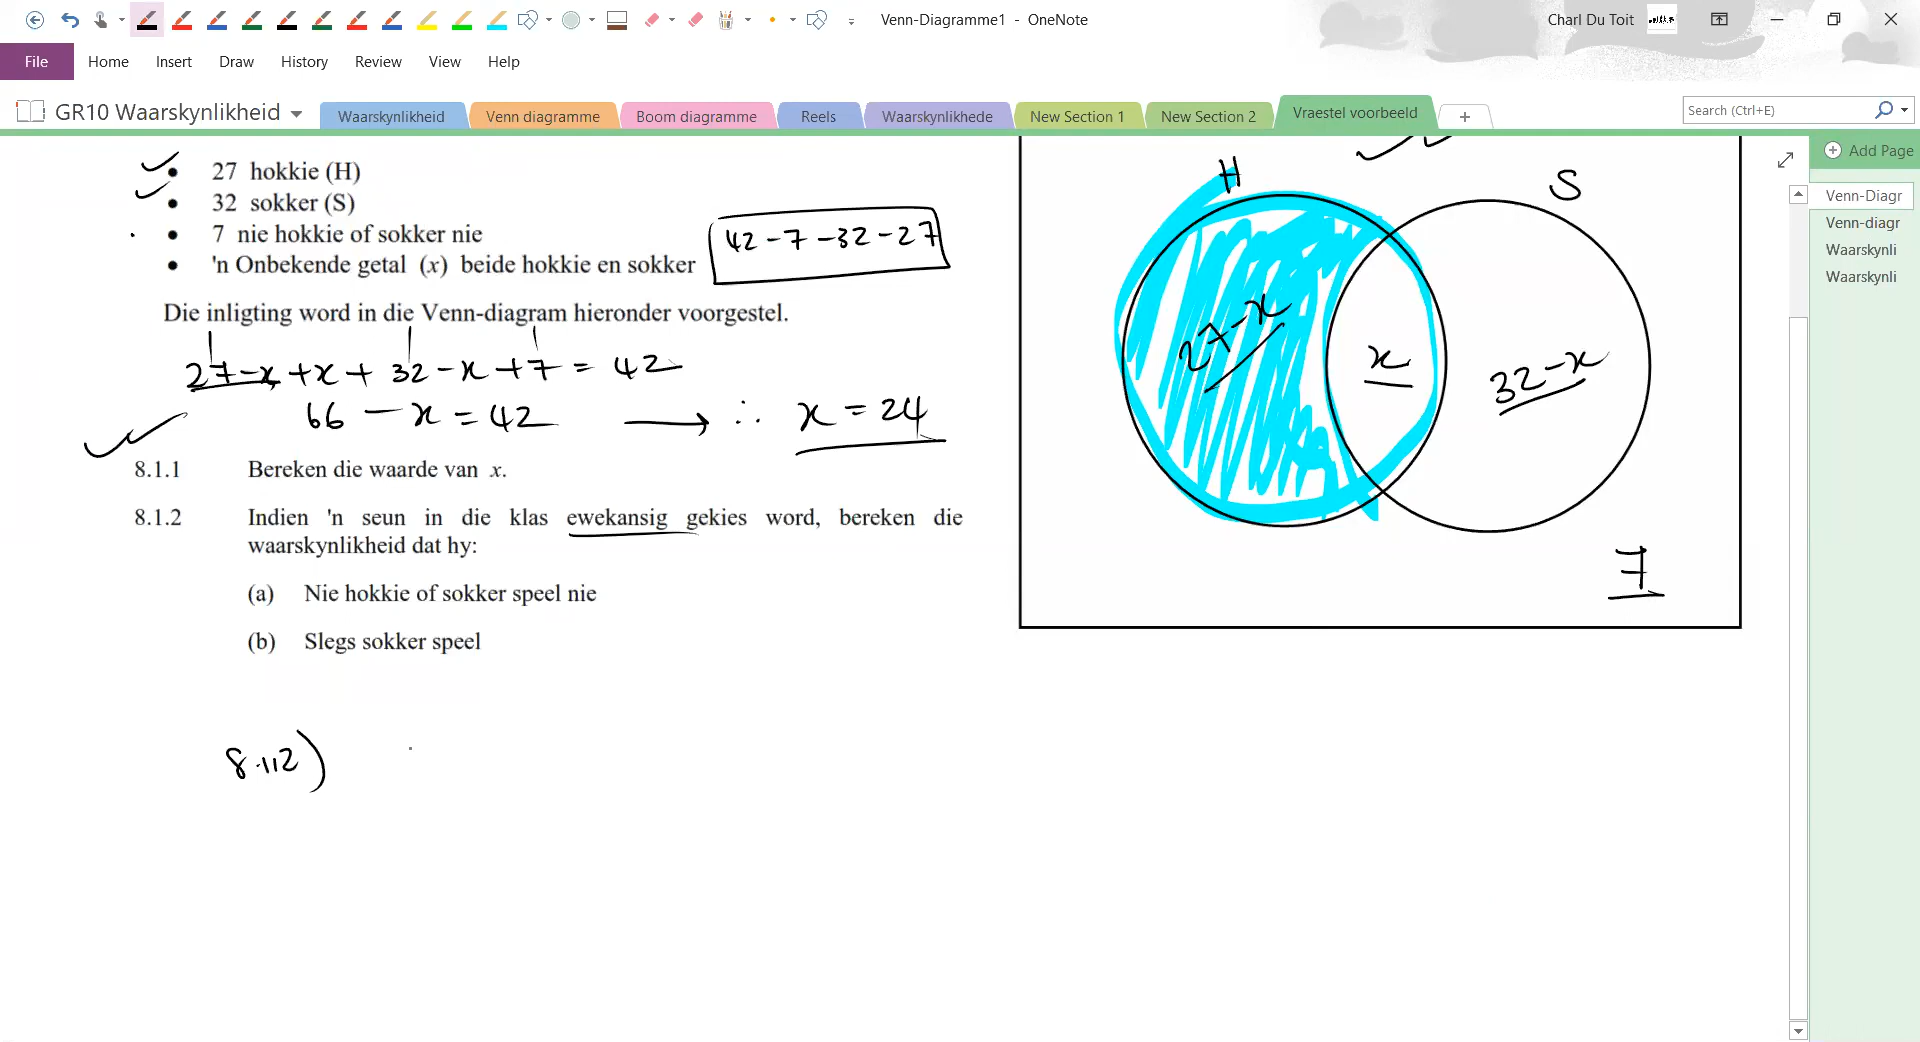 Venn-Diagramme1 - OneNote
Charl Du Toit
File Home Insert Draw History Review View Help
GR10 Waarskynlikheid
Waarskynlikheid Venn diagramme Boom diagramme Reels Waarskynlikhede New Section 1 New Section 2 Vraestel voorbeeld +
Search (Ctrl+E)
Add Page
Venn-Diagr
Venn-diagr
Waarskynli
Waarskynli
• 27 hokkie (H)
• 32 sokker (S)
• 7 nie hokkie of sokker nie
42 - 7 - 32 - 27
• 'n Onbekende getal (x) beide hokkie en sokker
Die inligting word in die Venn-diagram hieronder voorgestel.
27 - x + x + 32 - x + 7 = 42
66 - x = 42 → ∴ x = 24
8.1.1 Bereken die waarde van x.
8.1.2 Indien 'n seun in die klas ewekansig gekies word, bereken die
waarskynlikheid dat hy:
(a) Nie hokkie of sokker speel nie
(b) Slegs sokker speel
8.1.2)
H
S
27 - x
x
32 - x
7